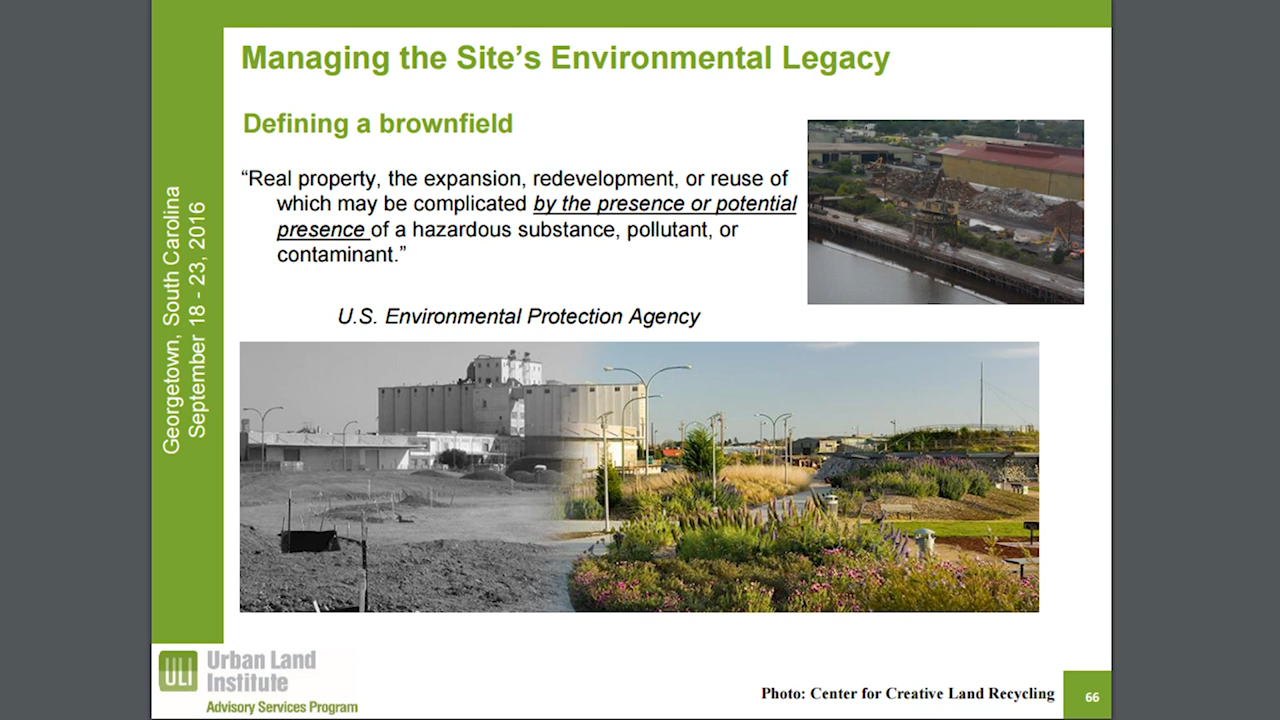 Managing the Site's Environmental Legacy
Defining a brownfield
“Real property, the expansion, redevelopment, or reuse of
which may be complicated by the presence or potential
presence of a hazardous substance, pollutant, or
contaminant.”
U.S. Environmental Protection Agency
Georgetown, South Carolina
September 18 - 23, 2016
ULI
Urban Land
Institute
Advisory Services Program
Photo: Center for Creative Land Recycling
66